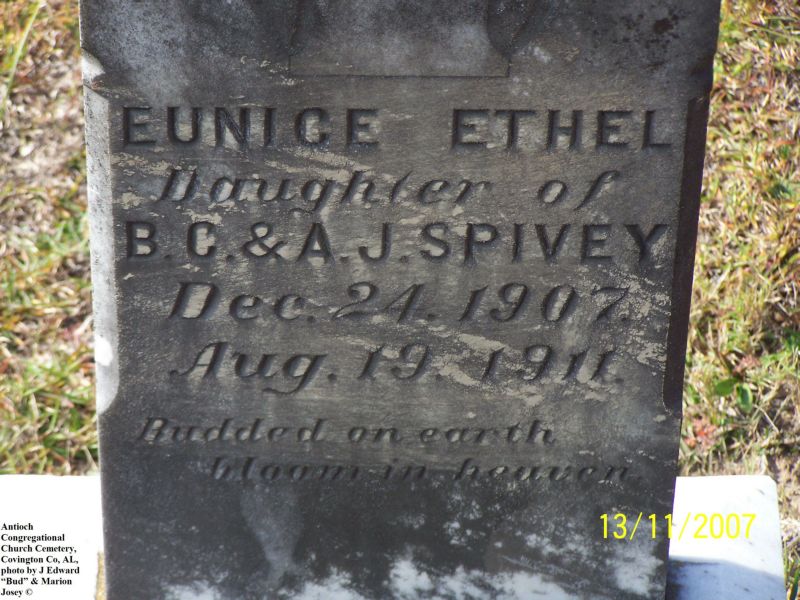 EUNICE ETHEL
Daughter of
B.C.&A.J.SPIVEY
Dec. 24. 1907.
Aug. 19. 1911.
Budded on earth
bloom in heaven.
13/11/2007
Antioch
Congregational
Church Cemetery,
Covington Co, AL,
photo by J Edward
“Bud” & Marion
Josey ©